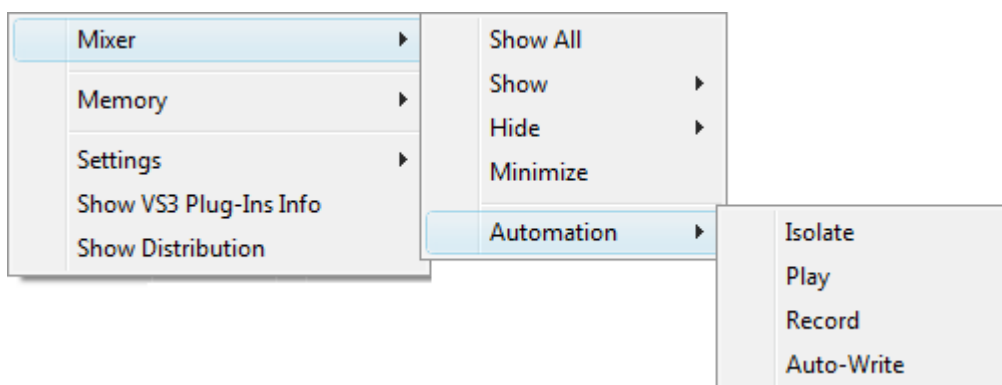 Mixer
Memory
Settings
Show VS3 Plug-Ins Info
Show Distribution
Show All
Show
Hide
Minimize
Automation
Isolate
Play
Record
Auto-Write